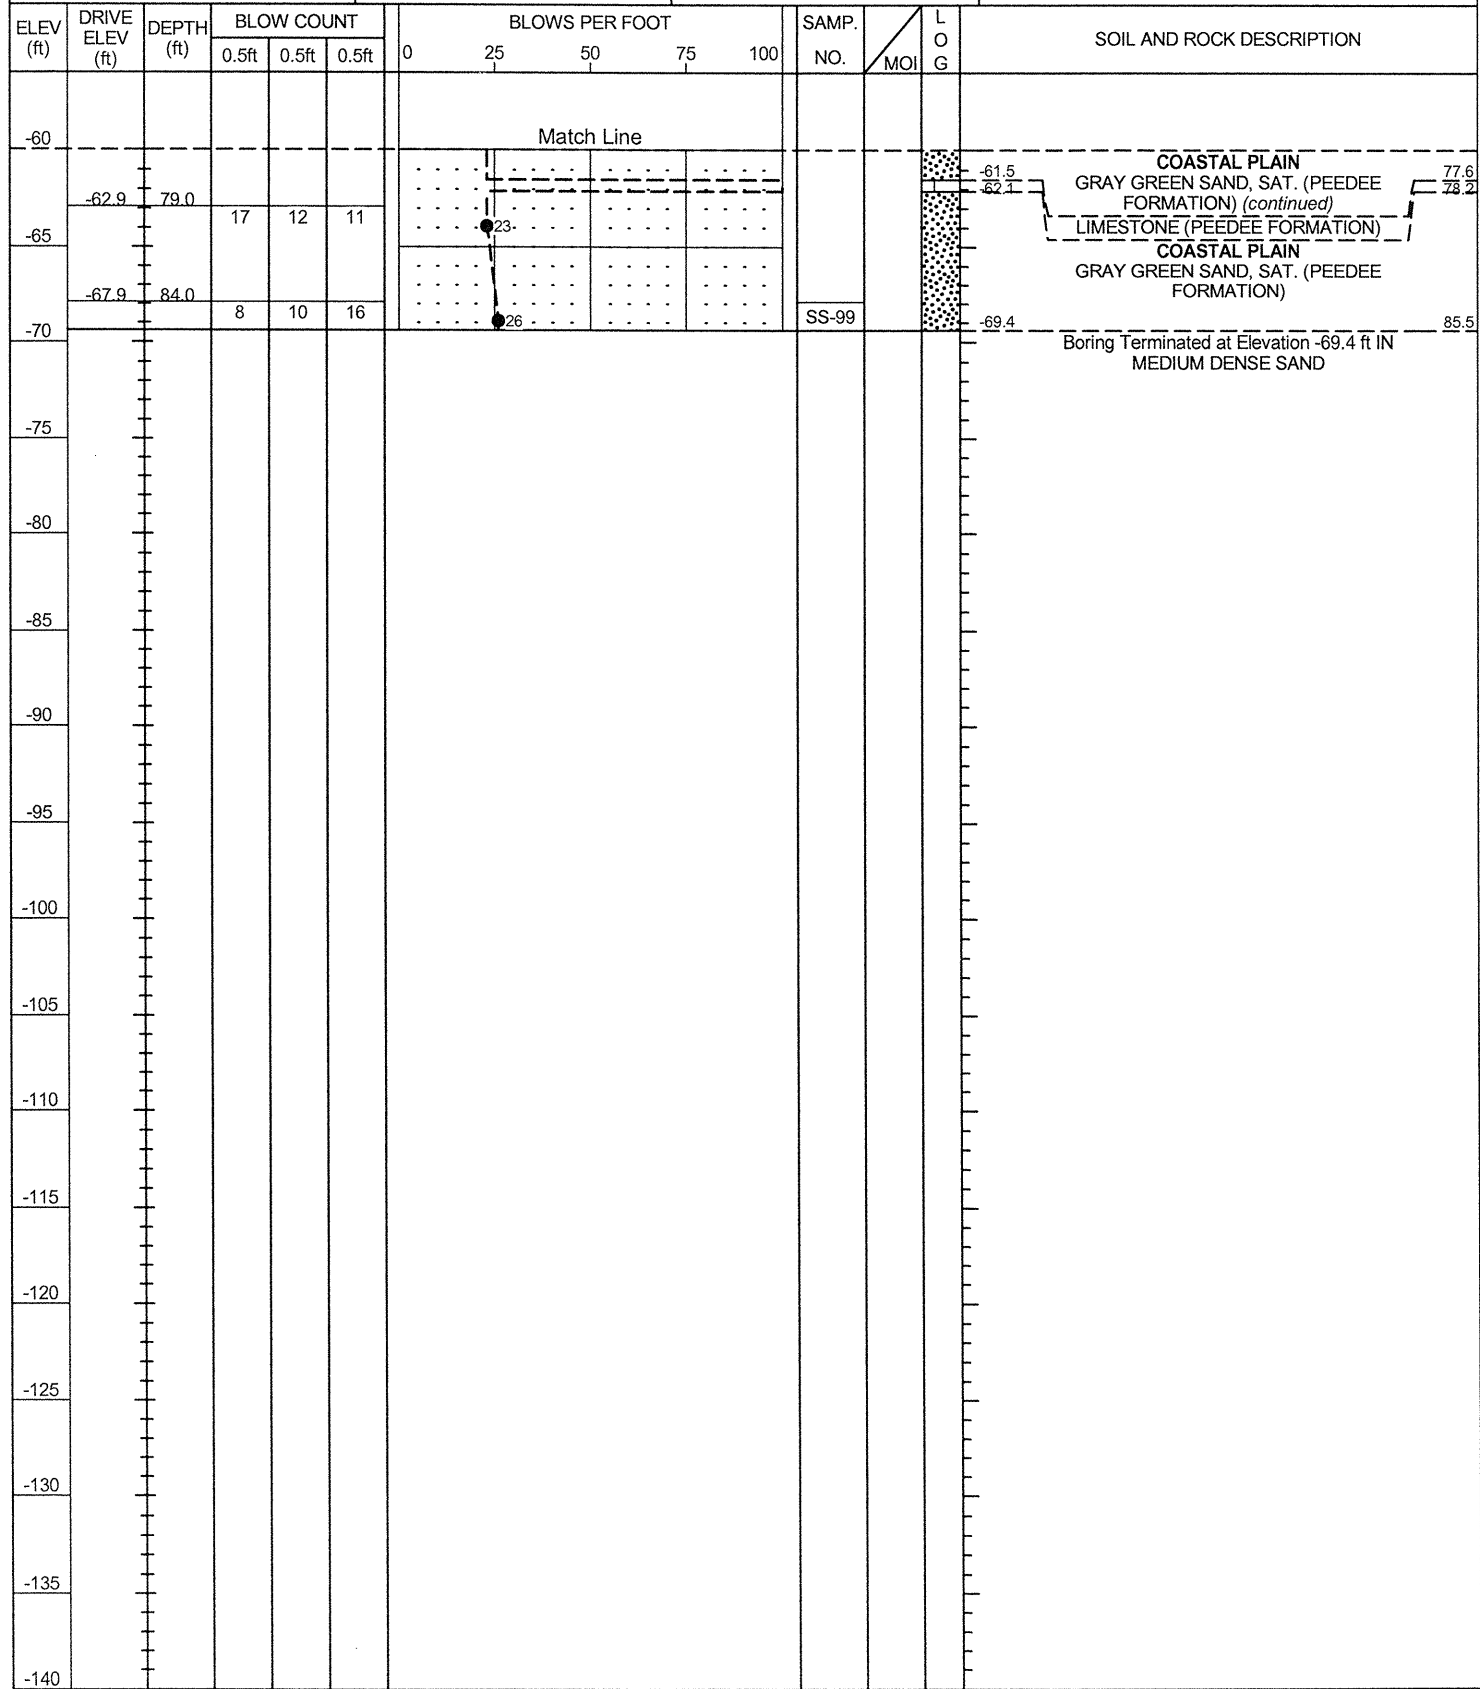 ELEV (ft)
DRIVE ELEV (ft)
DEPTH (ft)
BLOW COUNT
0.5ft 0.5ft 0.5ft
BLOWS PER FOOT
0 25 50 75 100
SAMP. NO.
MOI
LOG
SOIL AND ROCK DESCRIPTION
-60
Match Line
COASTAL PLAIN
-61.5 77.6
GRAY GREEN SAND, SAT. (PEEDEE
-62.1 78.2
FORMATION) (continued)
-62.9 79.0
17 12 11
23
LIMESTONE (PEEDEE FORMATION)
-65
COASTAL PLAIN
GRAY GREEN SAND, SAT. (PEEDEE
FORMATION)
-67.9 84.0
8 10 16
26
SS-99
-69.4 85.5
-70
Boring Terminated at Elevation -69.4 ft IN
MEDIUM DENSE SAND
-75
-80
-85
-90
-95
-100
-105
-110
-115
-120
-125
-130
-135
-140